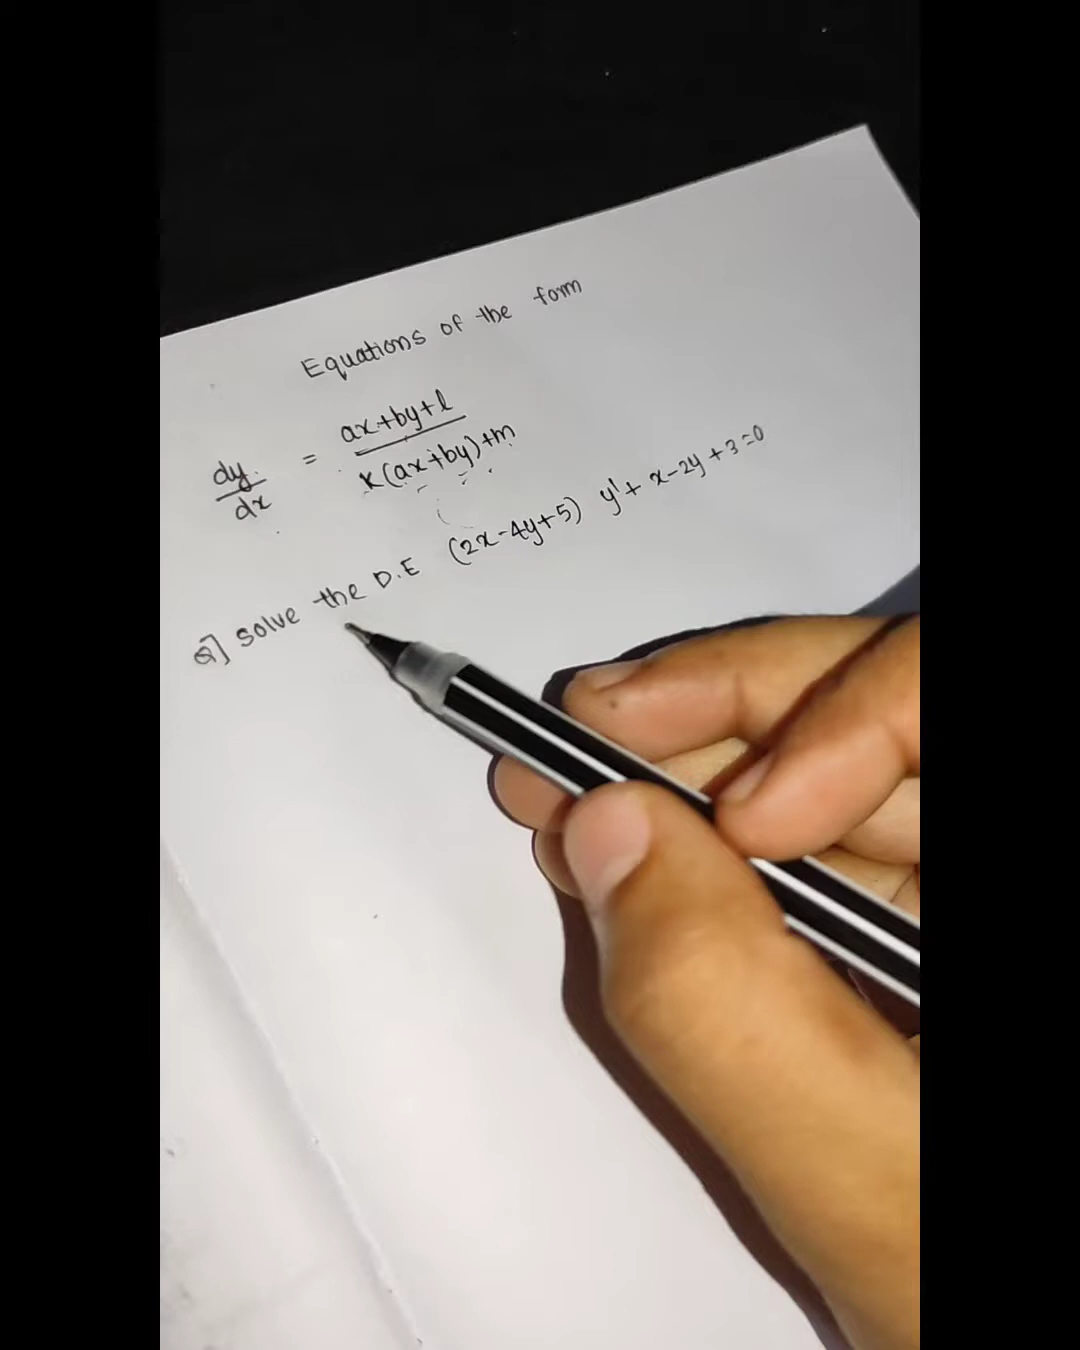 Equations of the form
dy/dx = ax+by+l / k(ax+by)+m
Q] Solve the D.E (2x-4y+5) y'+ x-2y+3=0